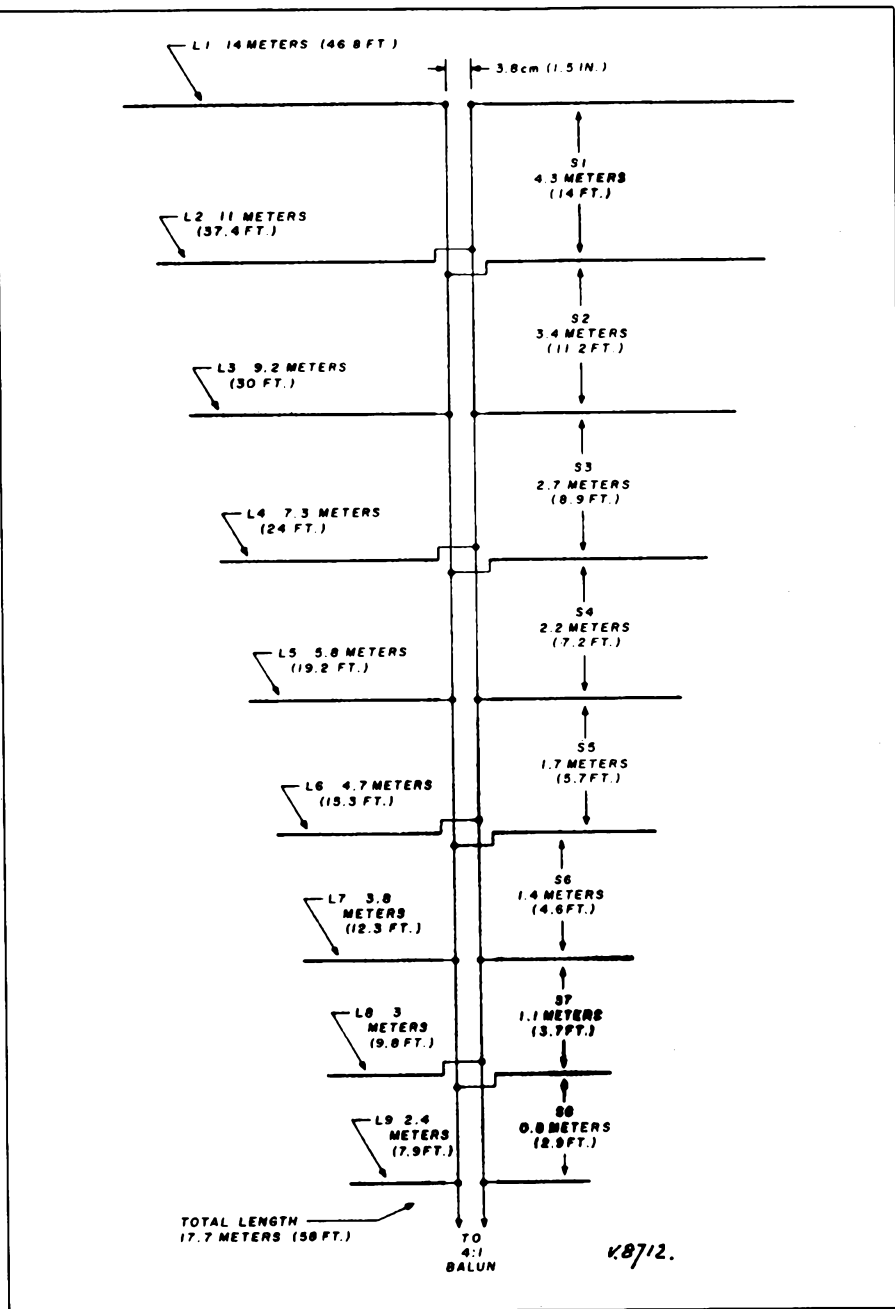 L1 14 METERS (46.8 FT.)
3.8cm (1.5 IN.)
S1
4.3 METERS
(14 FT.)
L2 11 METERS
(37.4 FT.)
S2
3.4 METERS
(11.2 FT.)
L3 9.2 METERS
(30 FT.)
S3
2.7 METERS
(8.9 FT.)
L4 7.3 METERS
(24 FT.)
S4
2.2 METERS
(7.2 FT.)
L5 5.8 METERS
(19.2 FT.)
S5
1.7 METERS
(5.7 FT.)
L6 4.7 METERS
(15.3 FT.)
S6
1.4 METERS
(4.6 FT.)
L7 3.8
METERS
(12.3 FT.)
S7
1.1 METERS
(3.7 FT.)
L8 3
METERS
(9.8 FT.)
S8
0.8 METERS
(2.9 FT.)
L9 2.4
METERS
(7.9 FT.)
TOTAL LENGTH
17.7 METERS (58 FT.)
TO
4:1
BALUN
V.8712.